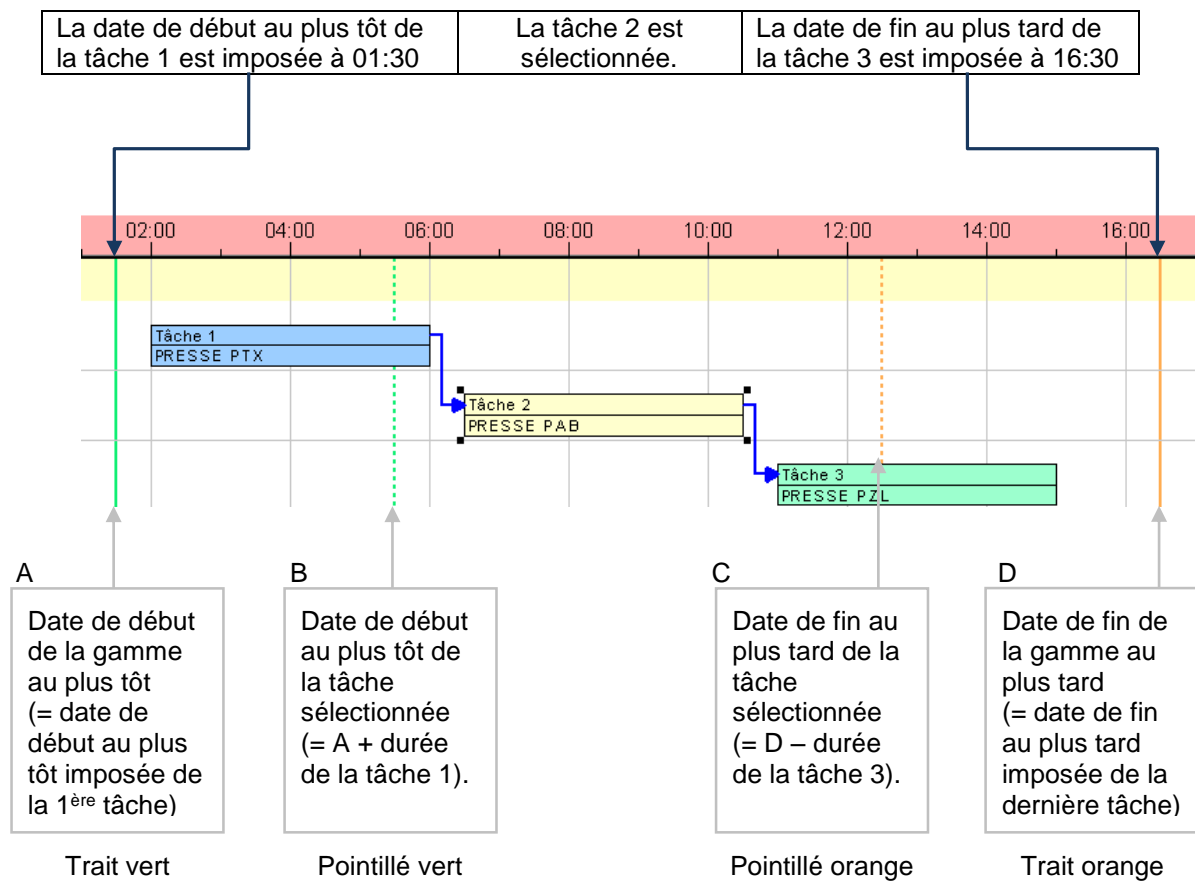 La date de début au plus tôt de
la tâche 1 est imposée à 01:30
La tâche 2 est
sélectionnée.
La date de fin au plus tard de
la tâche 3 est imposée à 16:30
02:00 04:00 06:00 08:00 10:00 12:00 14:00 16:00
Tâche 1
PRESSE PTX
Tâche 2
PRESSE PAB
Tâche 3
PRESSE PZL
A
Date de début
de la gamme
au plus tôt
(= date de
début au plus
tôt imposée de
la 1ère tâche)
Trait vert
B
Date de début
au plus tôt de
la tâche
sélectionnée
(= A + durée
de la tâche 1).
Pointillé vert
C
Date de fin au
plus tard de la
tâche
sélectionnée
(= D – durée
de la tâche 3).
Pointillé orange
D
Date de fin de
la gamme au
plus tard
(= date de fin
au plus tard
imposée de la
dernière tâche)
Trait orange